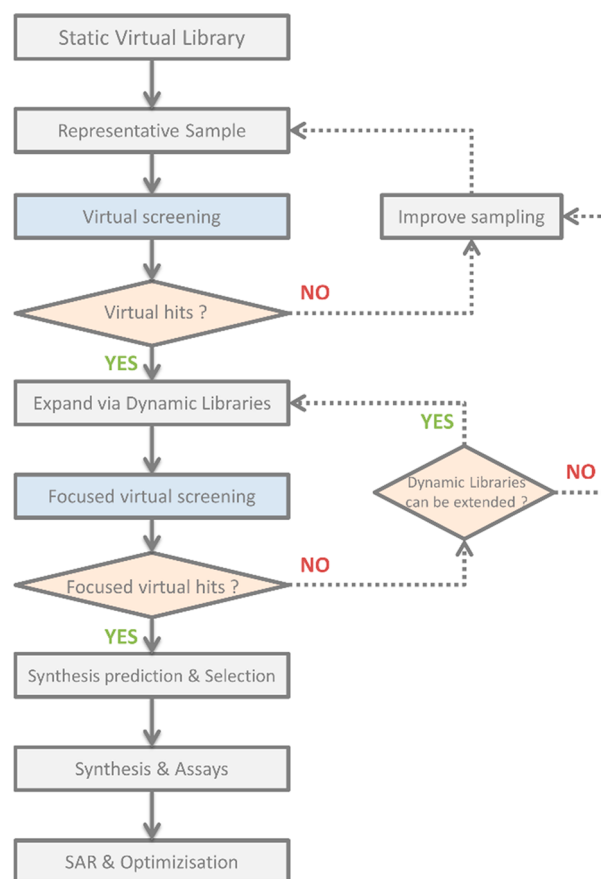 Static Virtual Library
Representative Sample
Virtual screening
Improve sampling
Virtual hits ?
NO
YES
Expand via Dynamic Libraries
YES
Dynamic Libraries
can be extended ?
NO
Focused virtual screening
Focused virtual hits ?
NO
YES
Synthesis prediction & Selection
Synthesis & Assays
SAR & Optimizisation